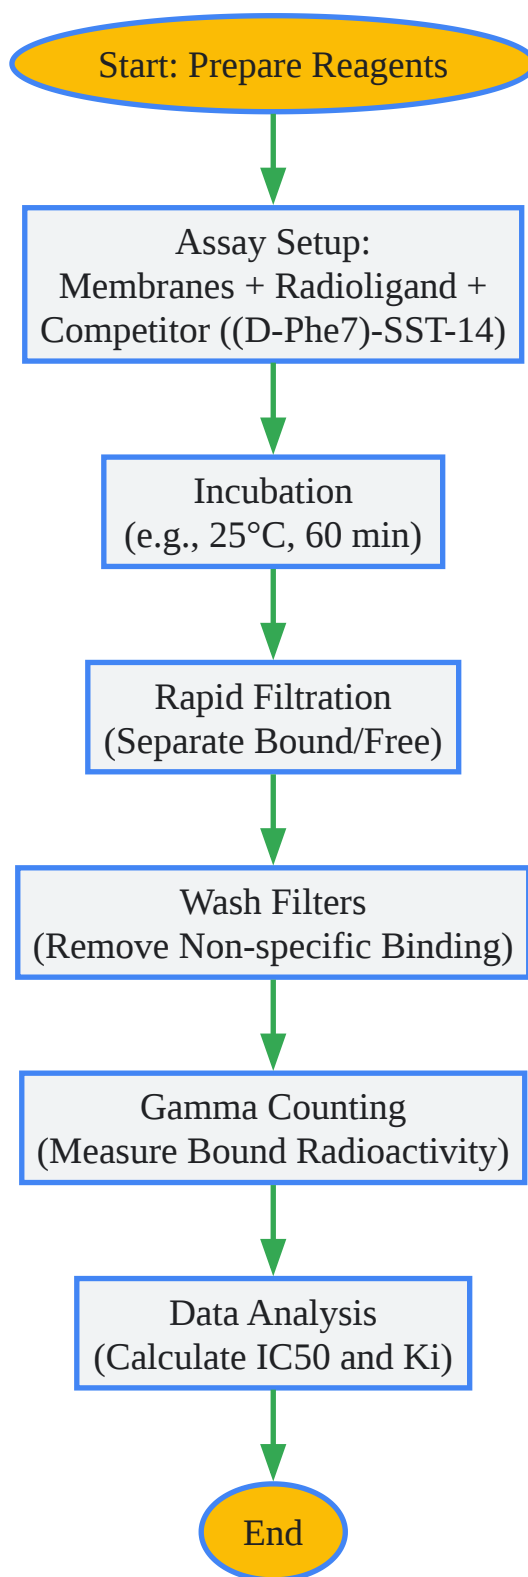 Start: Prepare Reagents
Assay Setup:
Membranes + Radioligand +
Competitor ((D-Phe7)-SST-14)
Incubation
(e.g., 25°C, 60 min)
Rapid Filtration
(Separate Bound/Free)
Wash Filters
(Remove Non-specific Binding)
Gamma Counting
(Measure Bound Radioactivity)
Data Analysis
(Calculate IC50 and Ki)
End